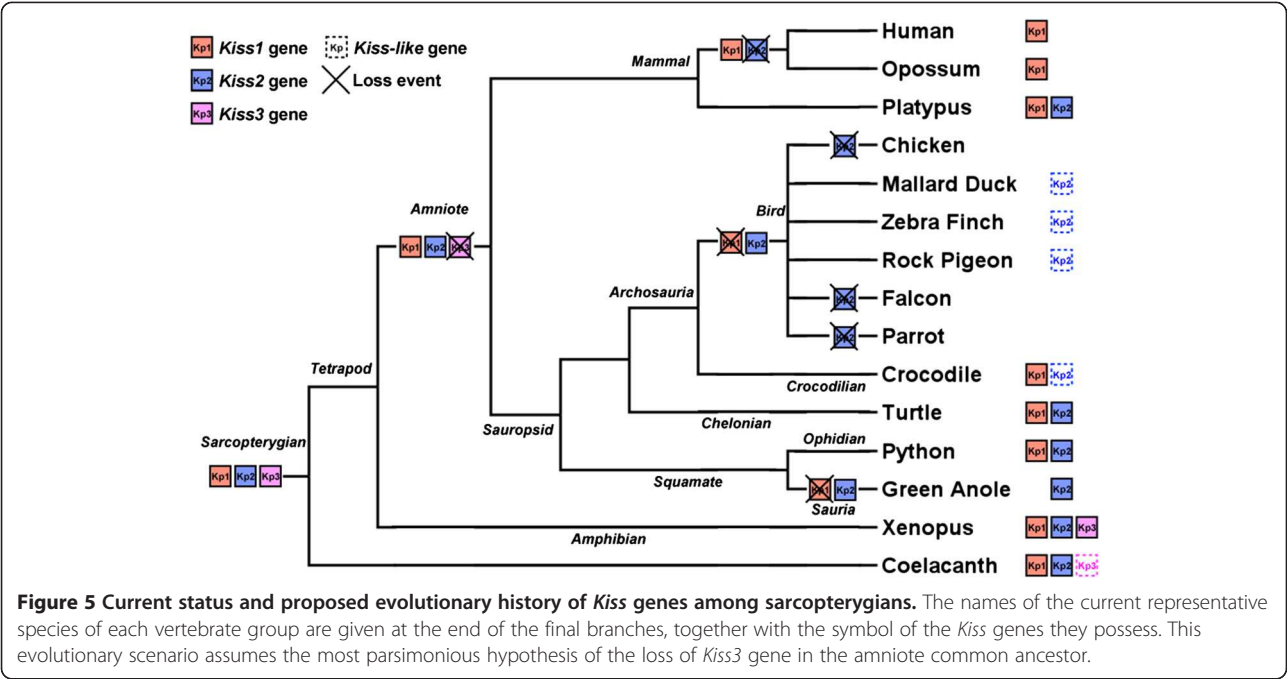 Kp1 Kiss1 gene Kp Kiss-like gene
Kp2 Kiss2 gene Loss event
Kp3 Kiss3 gene
Human Kp1
Mammal Kp1 Kp2
Opossum Kp1
Platypus Kp1 Kp2
Kp2 Chicken
Mallard Duck Kp2
Amniote
Bird
Zebra Finch Kp2
Kp1 Kp2 Kp3
Kp1 Kp2
Rock Pigeon Kp2
Archosauria
Kp2 Falcon
Kp2 Parrot
Tetrapod
Crocodile Kp1 Kp2
Crocodilian
Turtle Kp1 Kp2
Chelonian
Sauropsid
Sarcopterygian
Ophidian
Python Kp1 Kp2
Kp1 Kp2 Kp3
Squamate
Kp1 Kp2 Green Anole Kp2
Sauria
Xenopus Kp1 Kp2 Kp3
Amphibian
Coelacanth Kp1 Kp2 Kp3
Figure 5 Current status and proposed evolutionary history of Kiss genes among sarcopterygians. The names of the current representative
species of each vertebrate group are given at the end of the final branches, together with the symbol of the Kiss genes they possess. This
evolutionary scenario assumes the most parsimonious hypothesis of the loss of Kiss3 gene in the amniote common ancestor.